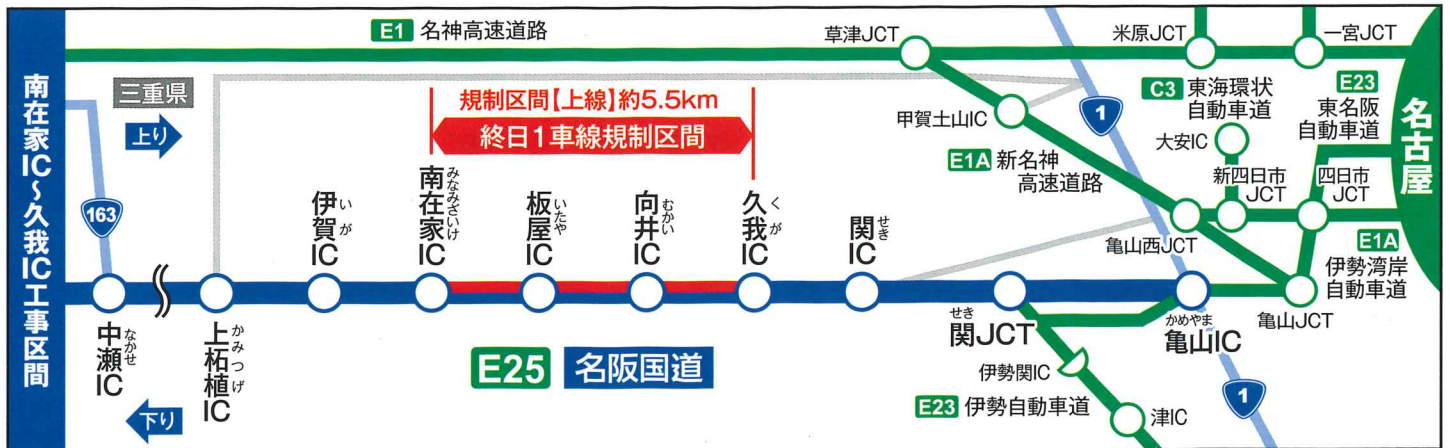 南在家IC～久我IC工事区間
E1 名神高速道路
草津JCT
米原JCT
一宮JCT
三重県
上り
163
規制区間【上線】約5.5km
終日1車線規制区間
甲賀土山IC
1
C3 東海環状
自動車道
E23
東名阪
自動車道
大安IC
名古屋
E1A 新名神
高速道路
新四日市
JCT
四日市
JCT
亀山西JCT
E1A
伊勢湾岸
自動車道
亀山JCT
中瀬IC
なかせ
上柘植IC
かみつげ
伊賀IC
いが
南在家IC
みなみざいけ
板屋IC
いたや
向井IC
むかい
久我IC
くが
関IC
せき
せき
関JCT
かめやま
亀山IC
E25 名阪国道
伊勢関IC
E23 伊勢自動車道
津IC
1
下り